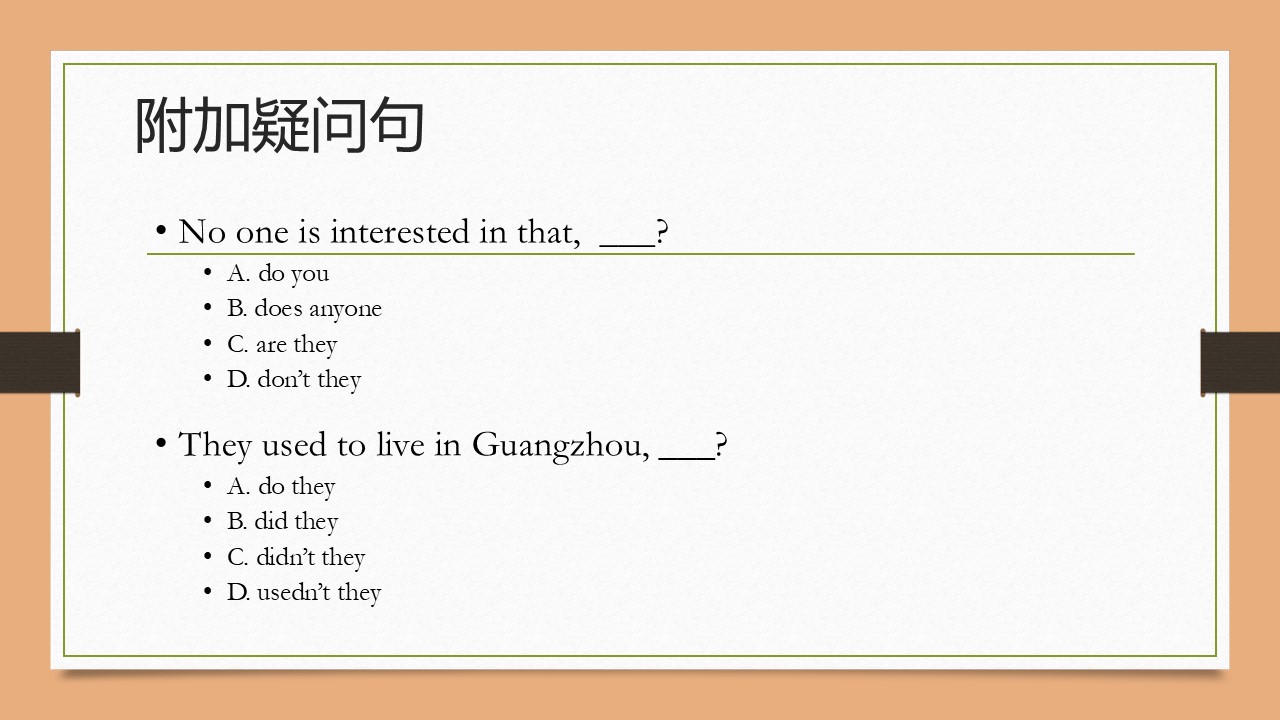 附加疑问句
• No one is interested in that,  ___?
• A. do you
• B. does anyone
• C. are they
• D. don’t they
• They used to live in Guangzhou, ___?
• A. do they
• B. did they
• C. didn’t they
• D. usedn’t they